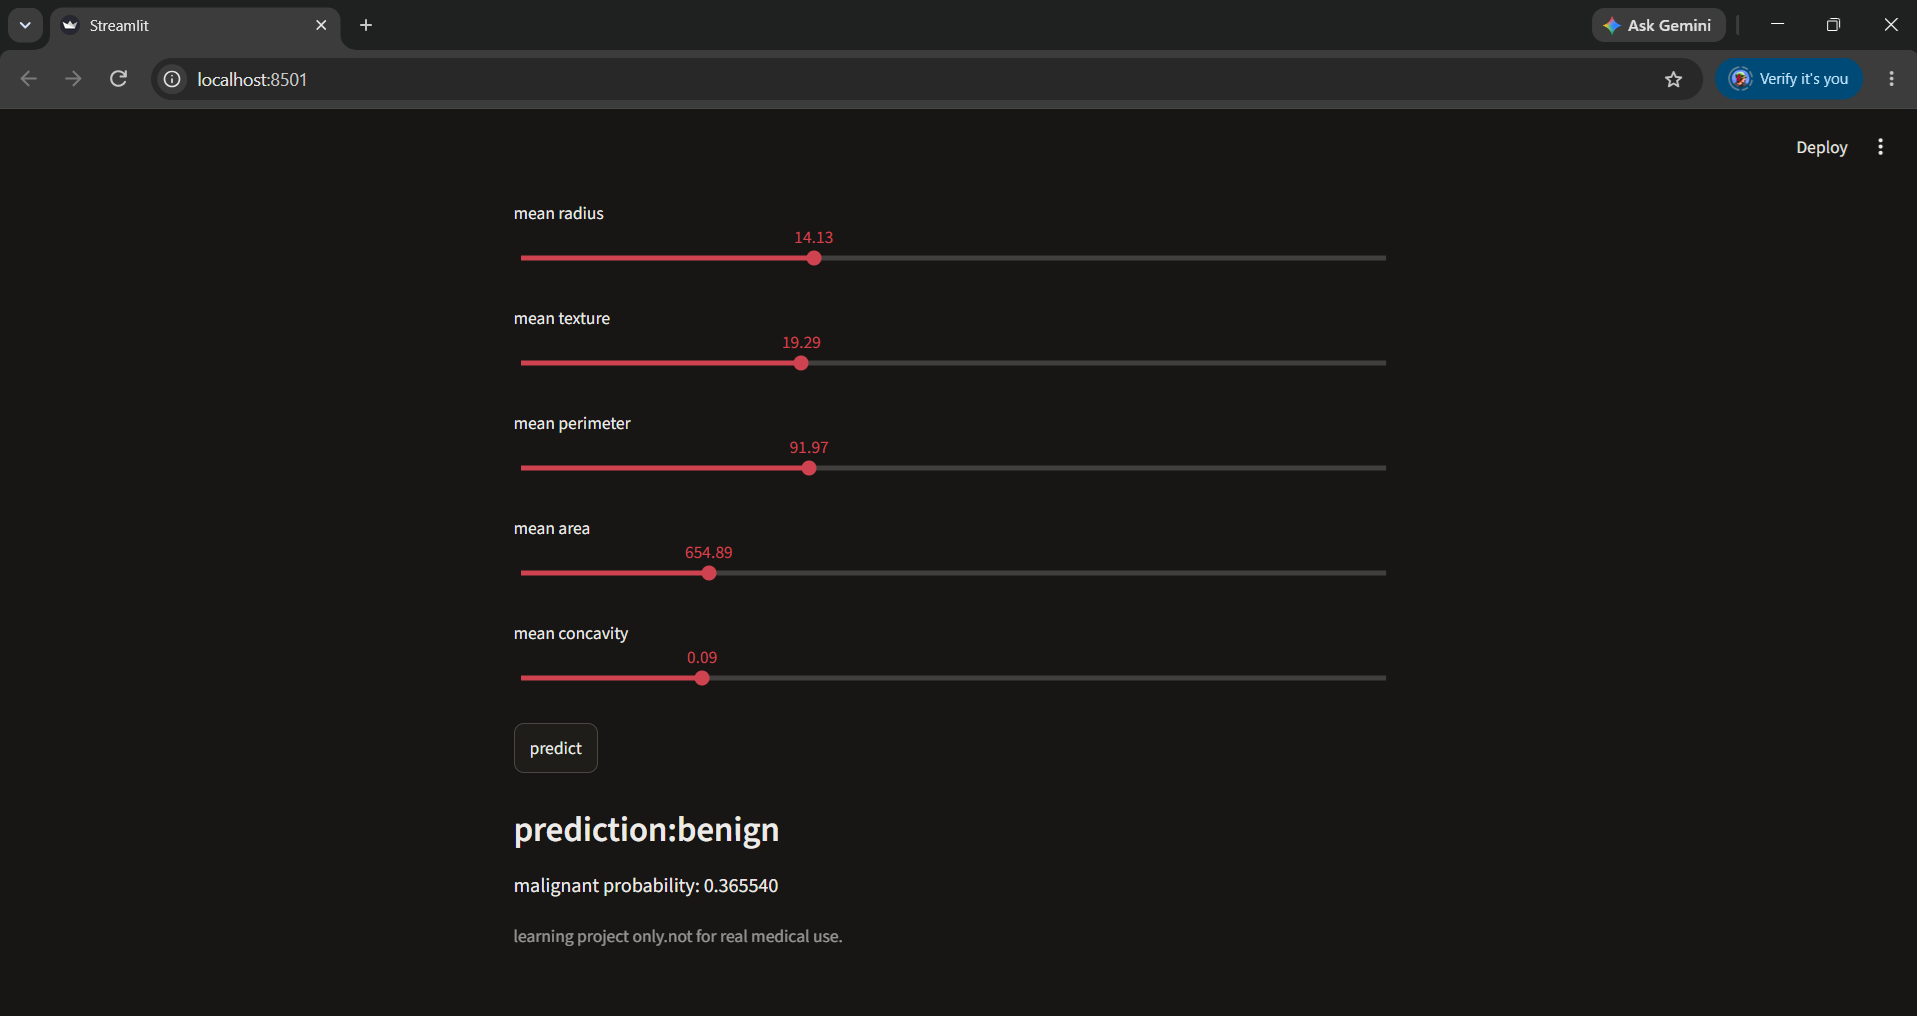 Streamlit
Ask Gemini
localhost:8501
Verify it's you
Deploy
mean radius
14.13
mean texture
19.29
mean perimeter
91.97
mean area
654.89
mean concavity
0.09
predict
prediction:benign
malignant probability: 0.365540
learning project only.not for real medical use.